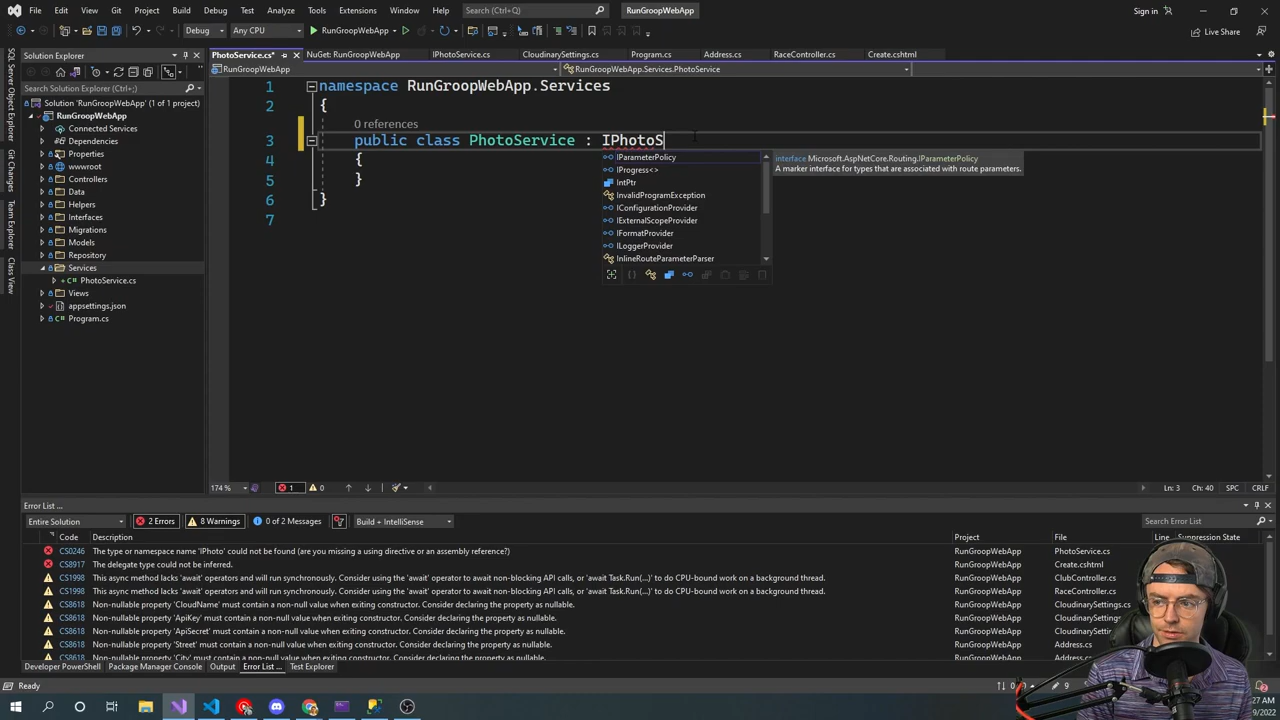 File Edit View Git Project Build Debug Test Analyze Tools Extensions Window Help Search (Ctrl+Q) RunGroopWebApp Sign in
Debug Any CPU RunGroopWebApp Live Share
SQL Server Object Explorer
Git Changes
Team Explorer
Class View
Solution Explorer
Search Solution Explorer (Ctrl+;)
Solution 'RunGroopWebApp' (1 of 1 project)
RunGroopWebApp
Connected Services
Dependencies
Properties
wwwroot
Controllers
Data
Helpers
Interfaces
Migrations
Models
Repository
Services
PhotoService.cs
Views
appsettings.json
Program.cs
PhotoService.cs* NuGet: RunGroopWebApp IPhotoService.cs CloudinarySettings.cs Program.cs Address.cs RaceController.cs Create.cshtml
RunGroopWebApp RunGroopWebApp.Services.PhotoService
1 namespace RunGroopWebApp.Services
2 {
0 references
3 public class PhotoService : IPhotoS
4 {
5 }
6 }
7
IParameterPolicy
IProgress<>
IntPtr
InvalidProgramException
IConfigurationProvider
IExternalScopeProvider
IFormatProvider
ILoggerProvider
InlineRouteParameterParser
interface Microsoft.AspNetCore.Routing.IParameterPolicy
A marker interface for types that are associated with route parameters.
174 % 1 0 Ln: 3 Ch: 40 SPC CRLF
Error List ...
Entire Solution 2 Errors 8 Warnings 0 of 2 Messages Build + IntelliSense Search Error List
Code Description Project File Line Suppression State
CS0246 The type or namespace name 'IPhoto' could not be found (are you missing a using directive or an assembly reference?) RunGroopWebApp PhotoService.cs
CS8917 The delegate type could not be inferred. RunGroopWebApp Create.cshtml
CS1998 This async method lacks 'await' operators and will run synchronously. Consider using the 'await' operator to await non-blocking API calls, or 'await Task.Run(...)' to do CPU-bound work on a background thread. RunGroopWebApp ClubController.cs
CS1998 This async method lacks 'await' operators and will run synchronously. Consider using the 'await' operator to await non-blocking API calls, or 'await Task.Run(...)' to do CPU-bound work on a background thread. RunGroopWebApp RaceController.cs
CS8618 Non-nullable property 'CloudName' must contain a non-null value when exiting constructor. Consider declaring the property as nullable. RunGroopWebApp CloudinarySettings.cs
CS8618 Non-nullable property 'ApiKey' must contain a non-null value when exiting constructor. Consider declaring the property as nullable. RunGroopWebApp CloudinarySettings.cs
CS8618 Non-nullable property 'ApiSecret' must contain a non-null value when exiting constructor. Consider declaring the property as nullable. RunGroopWebApp CloudinarySettings.cs
CS8618 Non-nullable property 'Street' must contain a non-null value when exiting constructor. Consider declaring the property as nullable. RunGroopWebApp Address.cs
CS8618 Non-nullable property 'City' must contain a non-null value when exiting constructor. Consider declaring the property as nullable. RunGroopWebApp Address.cs
Developer PowerShell Package Manager Console Output Error List ... Test Explorer
Ready